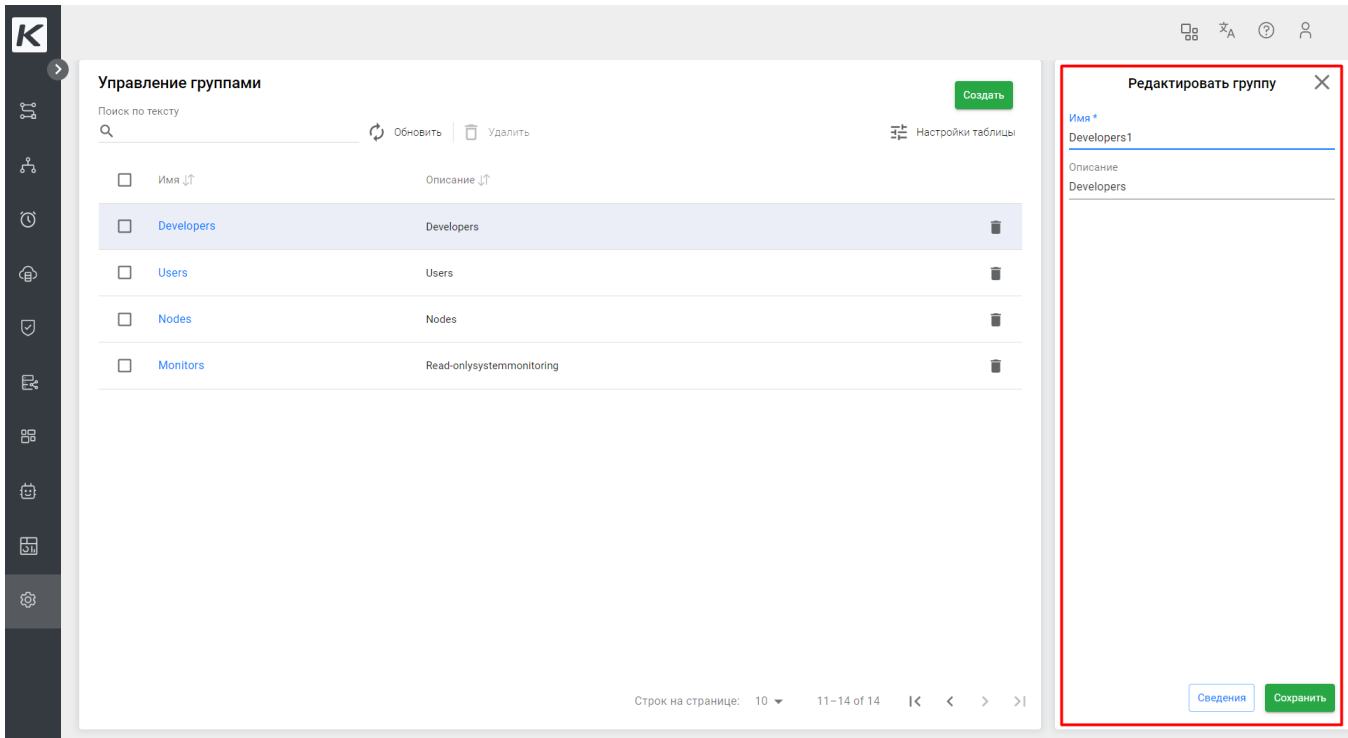 K
Управление группами
Создать
Поиск по тексту
Обновить
Удалить
Настройки таблицы
Имя
Описание
Developers
Developers
Users
Users
Nodes
Nodes
Monitors
Read-onlysystemmonitoring
Строк на странице: 10
11–14 of 14
Редактировать группу
Имя *
Developers1
Описание
Developers
Сведения
Сохранить